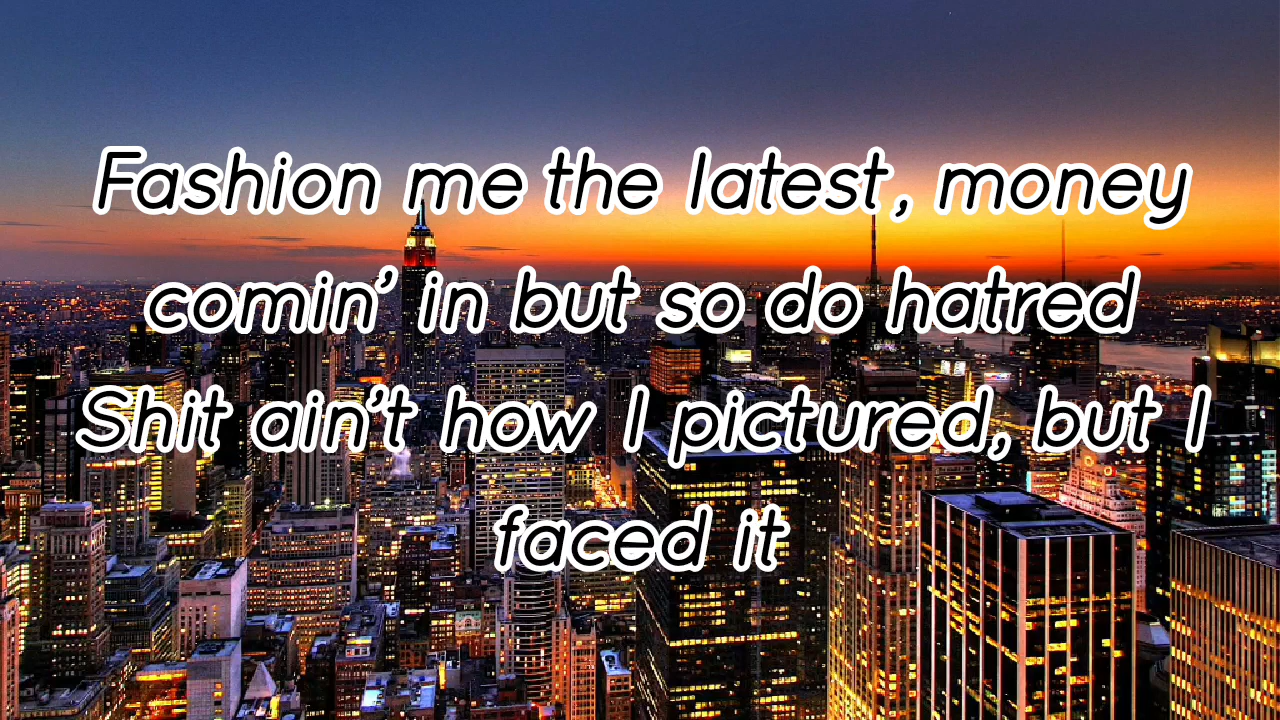 Fashion me the latest, money
comin’ in but so do hatred
Shit ain’t how I pictured, but I
faced it